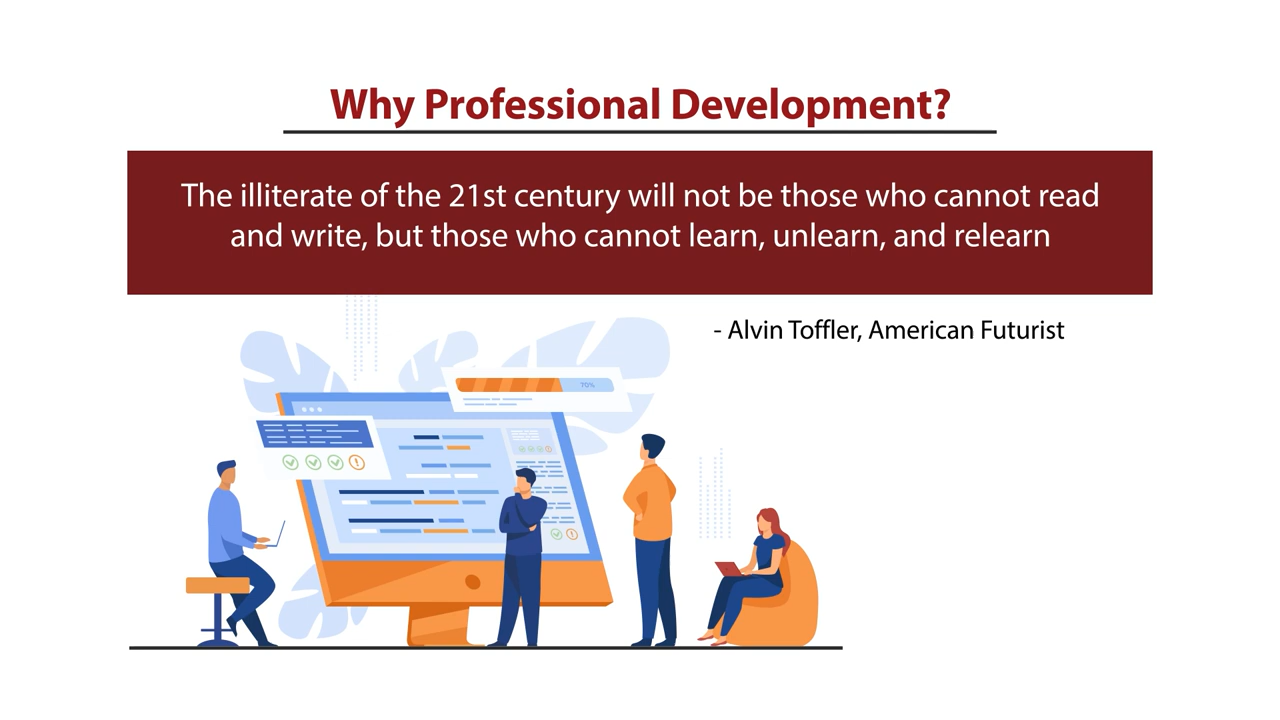 Why Professional Development?
The illiterate of the 21st century will not be those who cannot read
and write, but those who cannot learn, unlearn, and relearn
- Alvin Toffler, American Futurist
70%